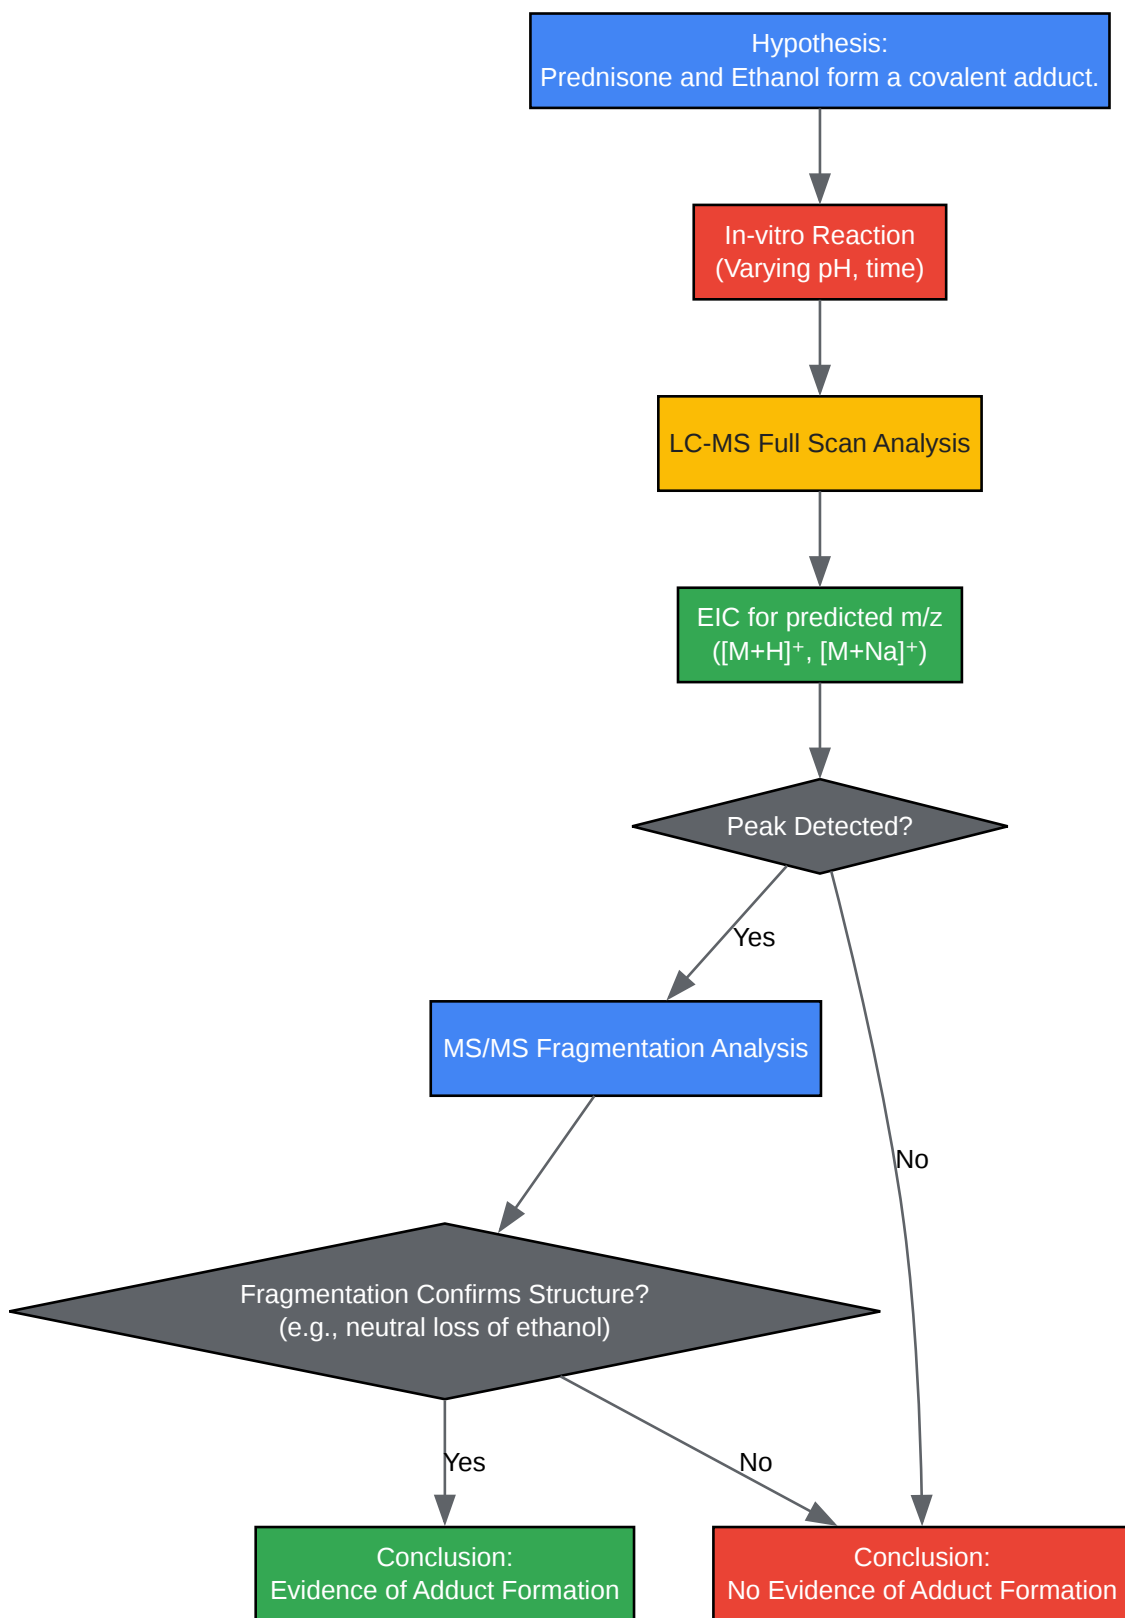 Hypothesis:
Prednisone and Ethanol form a covalent adduct.
In-vitro Reaction
(Varying pH, time)
LC-MS Full Scan Analysis
EIC for predicted m/z
([M+H]⁺, [M+Na]⁺)
Peak Detected?
Yes
MS/MS Fragmentation Analysis
No
Fragmentation Confirms Structure?
(e.g., neutral loss of ethanol)
Yes
No
Conclusion:
Evidence of Adduct Formation
Conclusion:
No Evidence of Adduct Formation